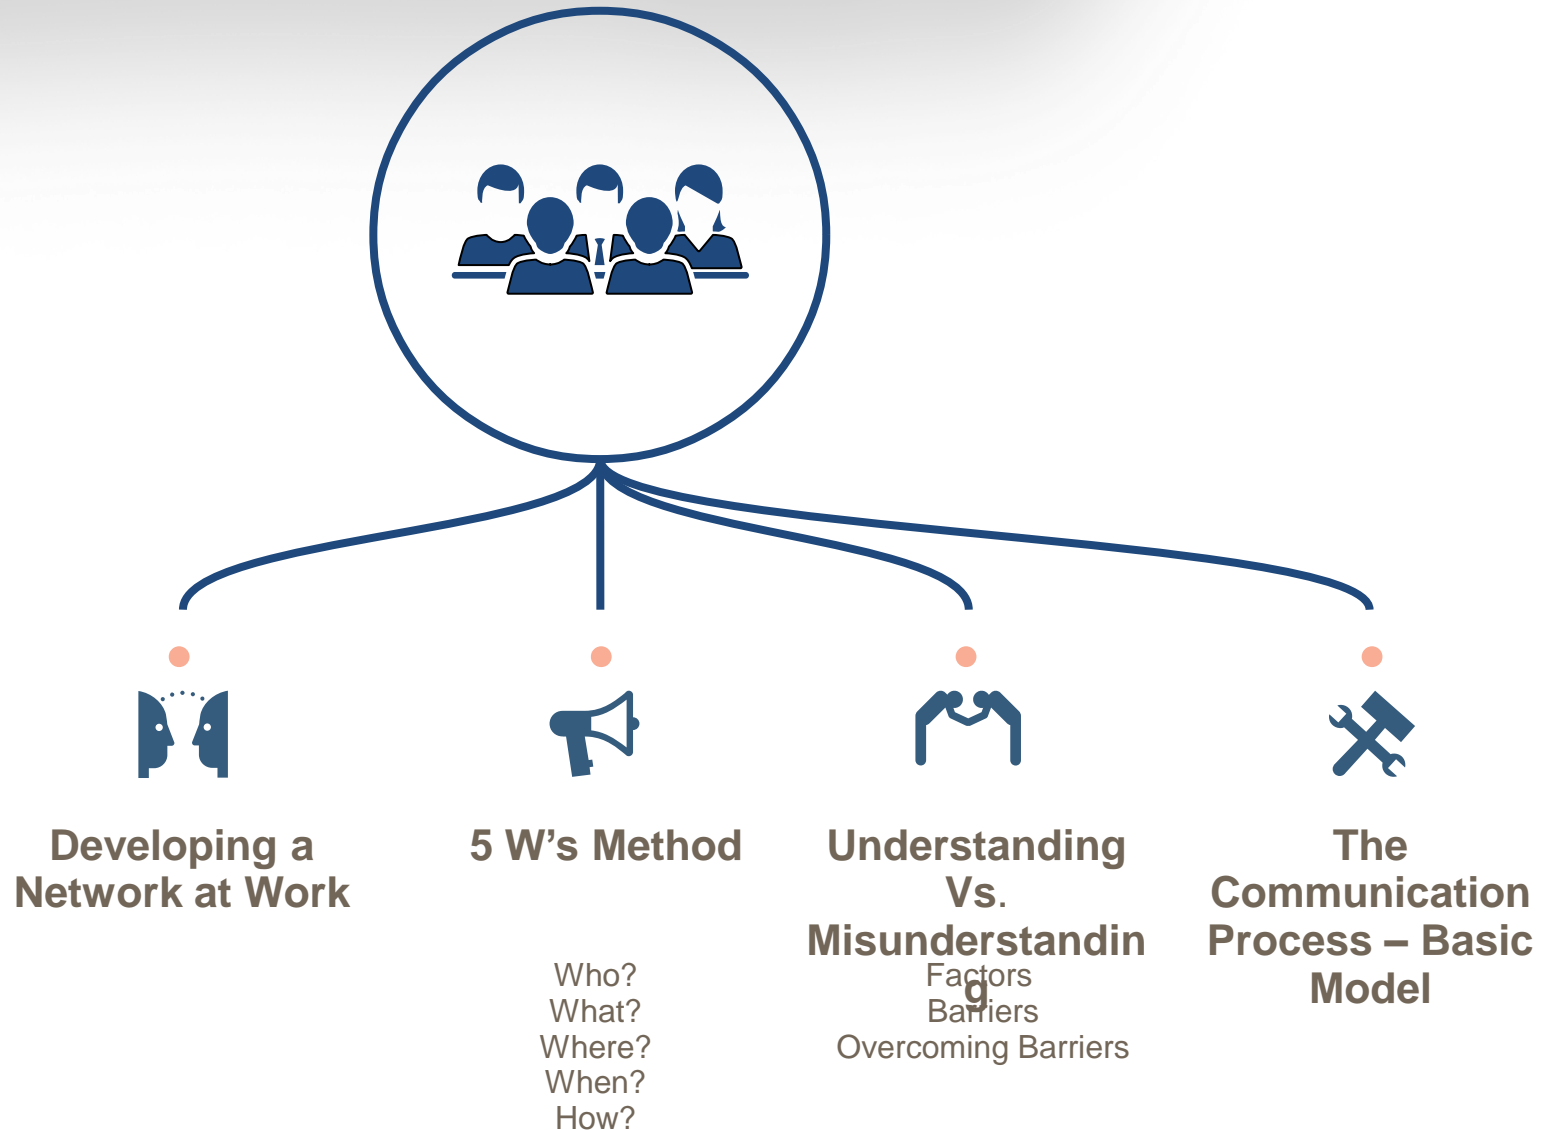 Developing a
Network at Work
5 W’s Method
Who?
What?
Where?
When?
How?
Understanding
Vs.
Misunderstandin
g
Factors
Barriers
Overcoming Barriers
The
Communication
Process – Basic
Model